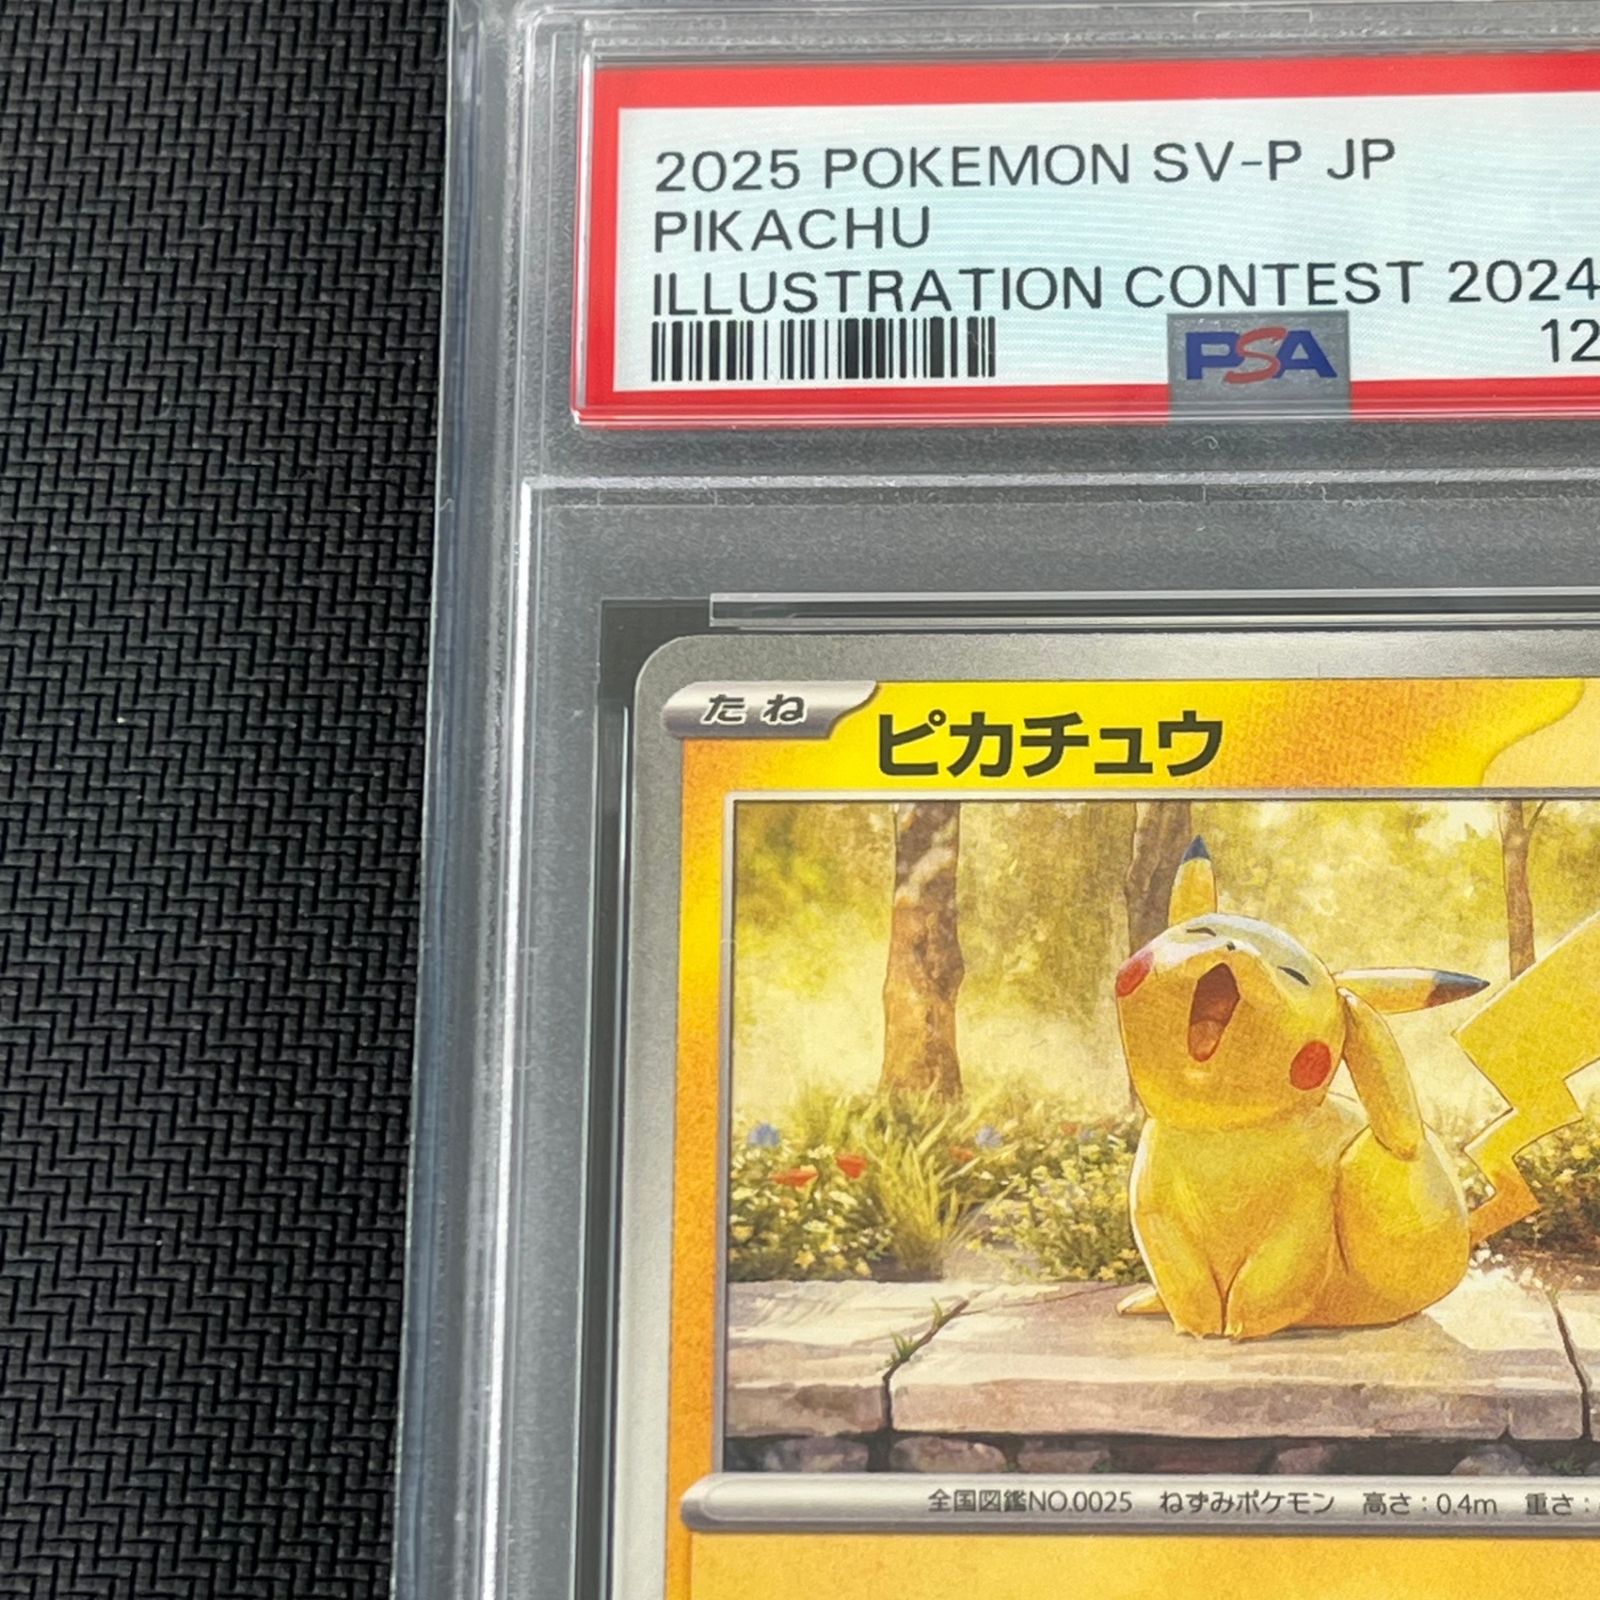 2025 POKEMON SV-P JP
PIKACHU
ILLUSTRATION CONTEST 2024
PSA
12
たね
ピカチュウ
全国図鑑NO.0025 ねずみポケモン 高さ:0.4m 重さ: